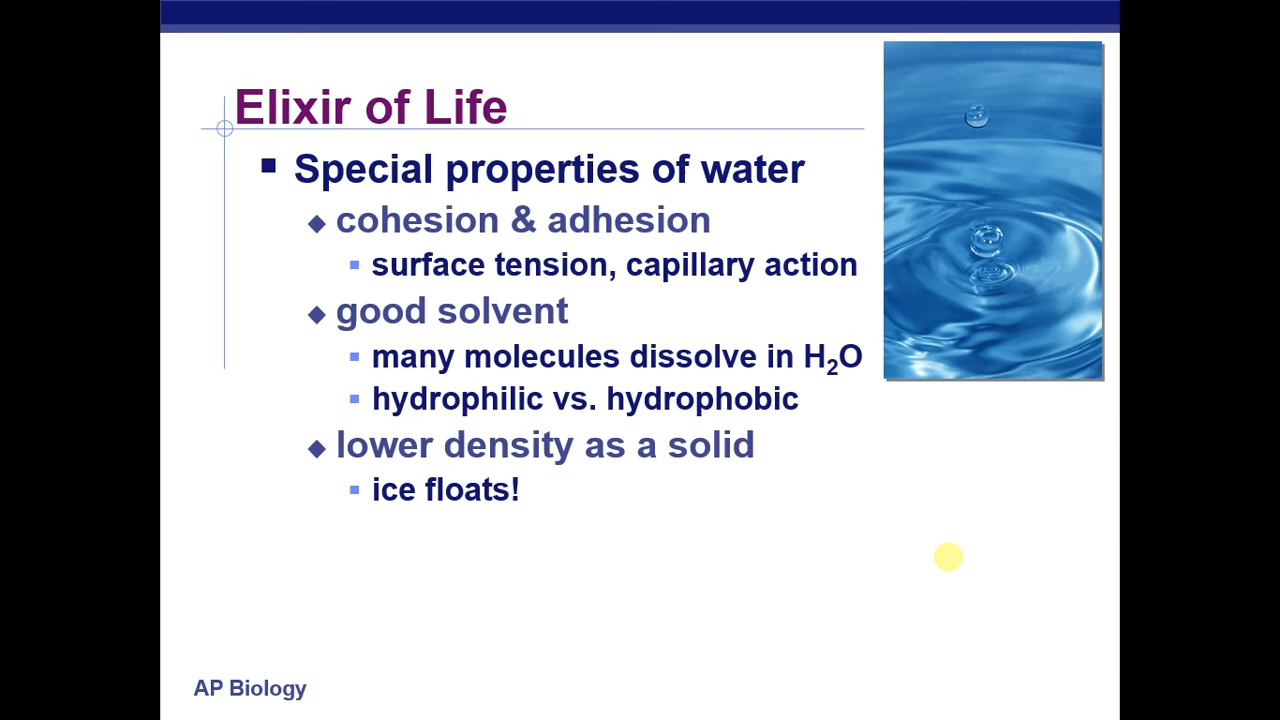 Elixir of Life
Special properties of water
cohesion & adhesion
surface tension, capillary action
good solvent
many molecules dissolve in H₂O
hydrophilic vs. hydrophobic
lower density as a solid
ice floats!
AP Biology